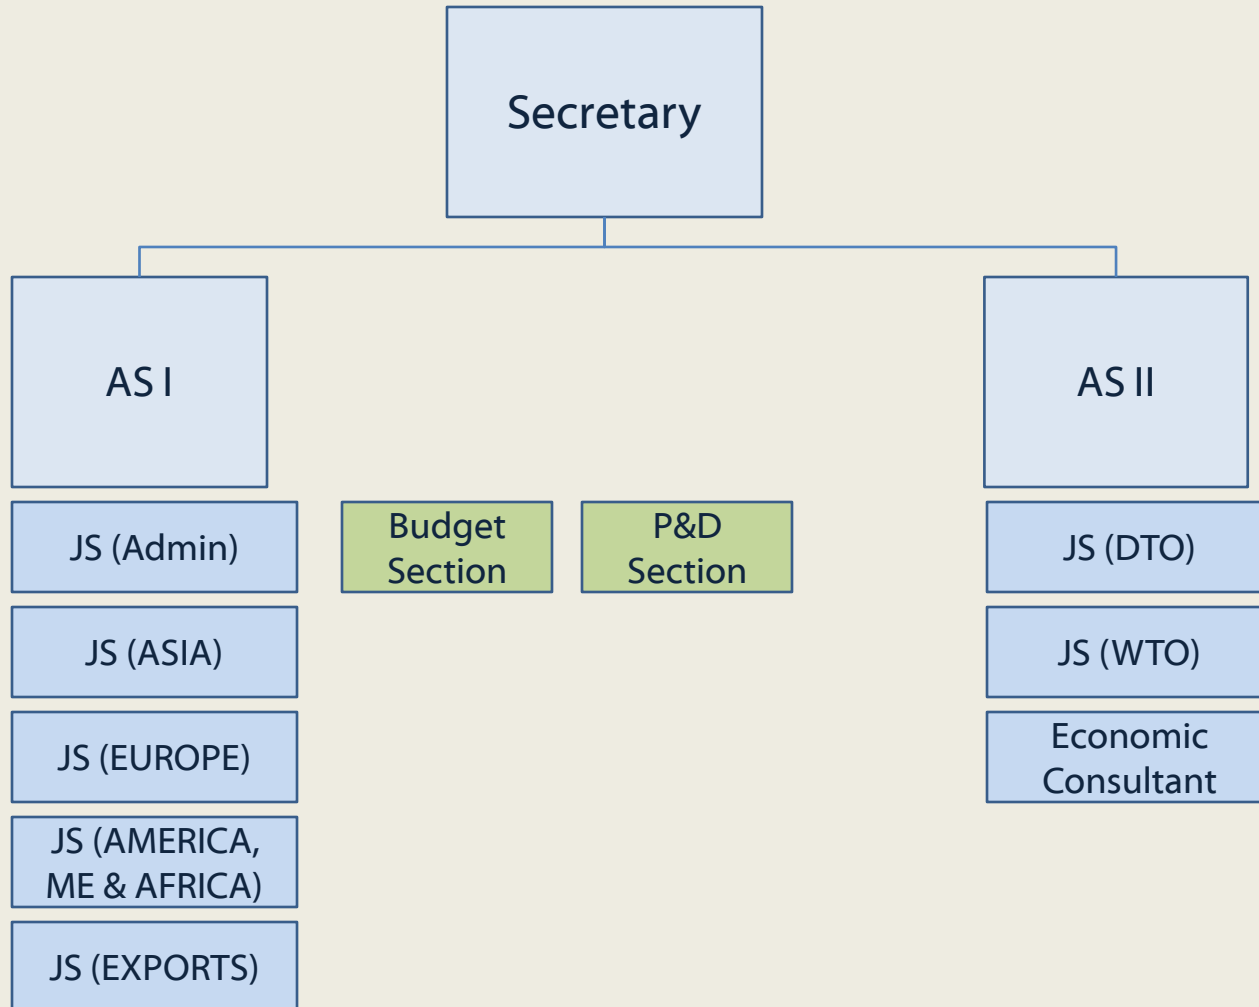 Secretary
AS I
AS II
JS (Admin)
Budget
Section
P&D
Section
JS (DTO)
JS (ASIA)
JS (WTO)
JS (EUROPE)
Economic
Consultant
JS (AMERICA,
ME & AFRICA)
JS (EXPORTS)